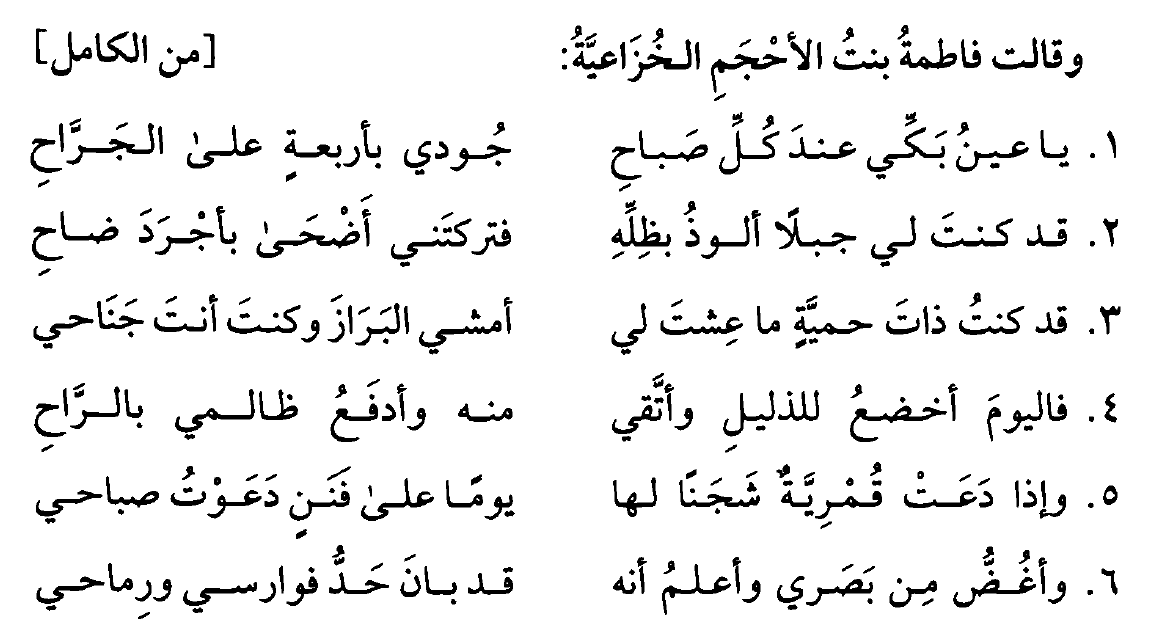 وقالت فاطمةُ بنتُ الأحْجَمِ الخُزَاعيَّةُ: [من الكامل]
١. يا عينُ بَكِّي عندَ كُلِّ صَباحِ جُودي بأربعةٍ علىٰ الجَرَّاحِ
٢. قد كنتَ لي جبلًا ألوذُ بظِلِّهِ فتركتَني أَضْحَىٰ بأجْرَدَ ضاحِ
٣. قد كنتُ ذاتَ حميَّةٍ ما عِشتَ لي أمشي البَرَازَ وكنتَ أنتَ جَنَاحي
٤. فاليومَ أخضعُ للذليلِ وأتَّقي منه وأدفَعُ ظالمي بالرَّاحِ
٥. وإذا دَعَتْ قُمْرِيَّةٌ شَجَنًا لها يومًا علىٰ فَنَنٍ دَعَوْتُ صباحي
٦. وأغُضُّ مِن بَصَري وأعلمُ أنه قد بانَ حَدُّ فوارسي ورِماحي